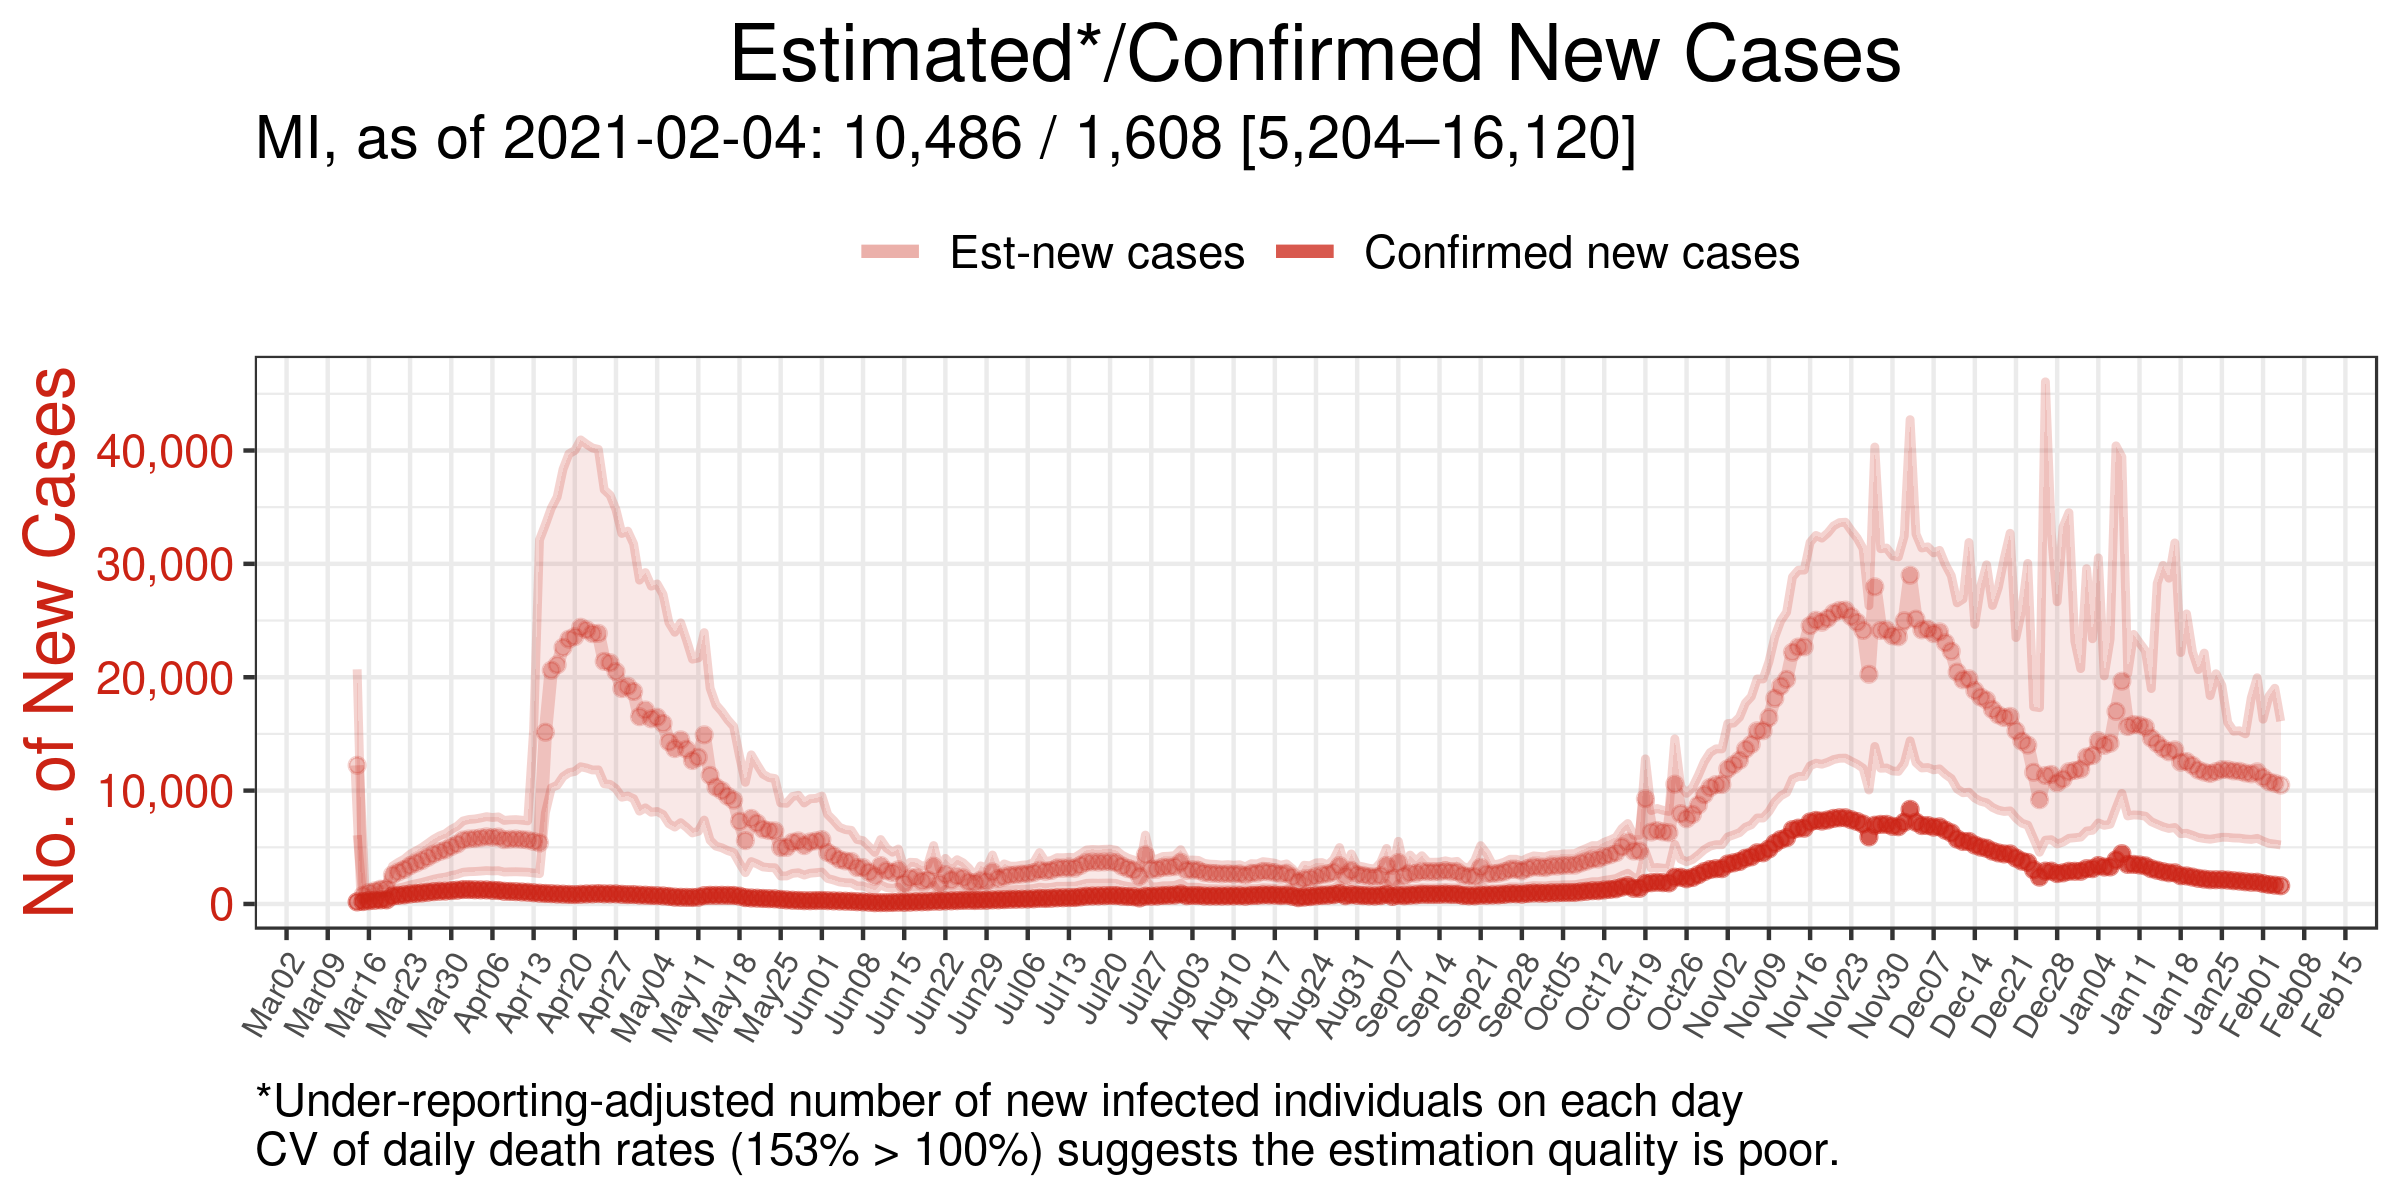 Estimated*/Confirmed New Cases
MI, as of 2021-02-04: 10,486 / 1,608 [5,204–16,120]
Est-new cases
Confirmed new cases
No. of New Cases
40,000
30,000
20,000
10,000
0
Mar02
Mar09
Mar16
Mar23
Mar30
Apr06
Apr13
Apr20
Apr27
May04
May11
May18
May25
Jun01
Jun08
Jun15
Jun22
Jun29
Jul06
Jul13
Jul20
Jul27
Aug03
Aug10
Aug17
Aug24
Aug31
Sep07
Sep14
Sep21
Sep28
Oct05
Oct12
Oct19
Oct26
Nov02
Nov09
Nov16
Nov23
Nov30
Dec07
Dec14
Dec21
Dec28
Jan04
Jan11
Jan18
Jan25
Feb01
Feb08
Feb15
*Under-reporting-adjusted number of new infected individuals on each day
CV of daily death rates (153% > 100%) suggests the estimation quality is poor.